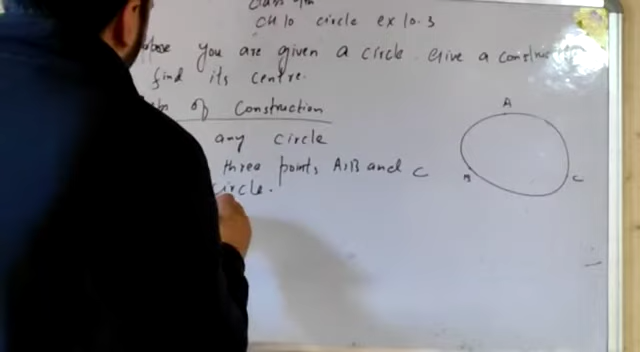 Class 9th
CH 10 circle ex 10.3
you are given a circle. Give a construction
find its centre.
of Construction
any circle
three points A, B and C
circle.
A
B
C